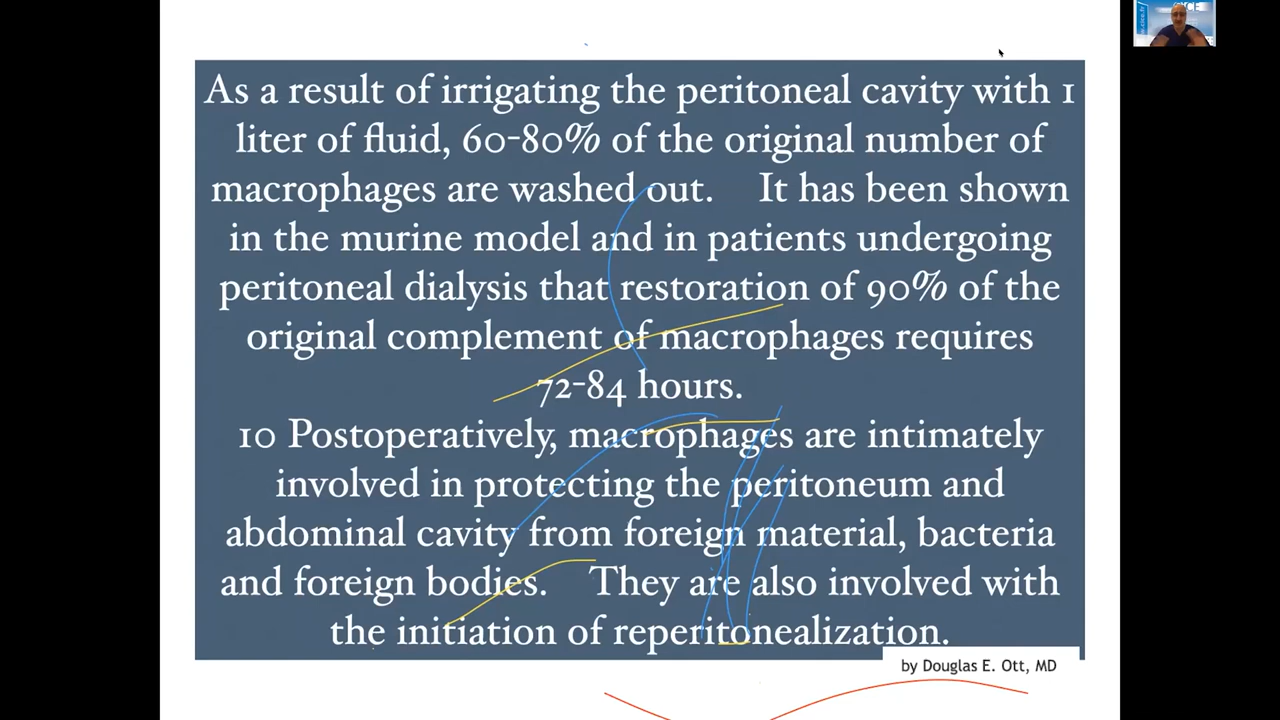 As a result of irrigating the peritoneal cavity with 1
liter of fluid, 60-80% of the original number of
macrophages are washed out. It has been shown
in the murine model and in patients undergoing
peritoneal dialysis that restoration of 90% of the
original complement of macrophages requires
72-84 hours.
10 Postoperatively, macrophages are intimately
involved in protecting the peritoneum and
abdominal cavity from foreign material, bacteria
and foreign bodies. They are also involved with
the initiation of reperitonealization.
by Douglas E. Ott, MD